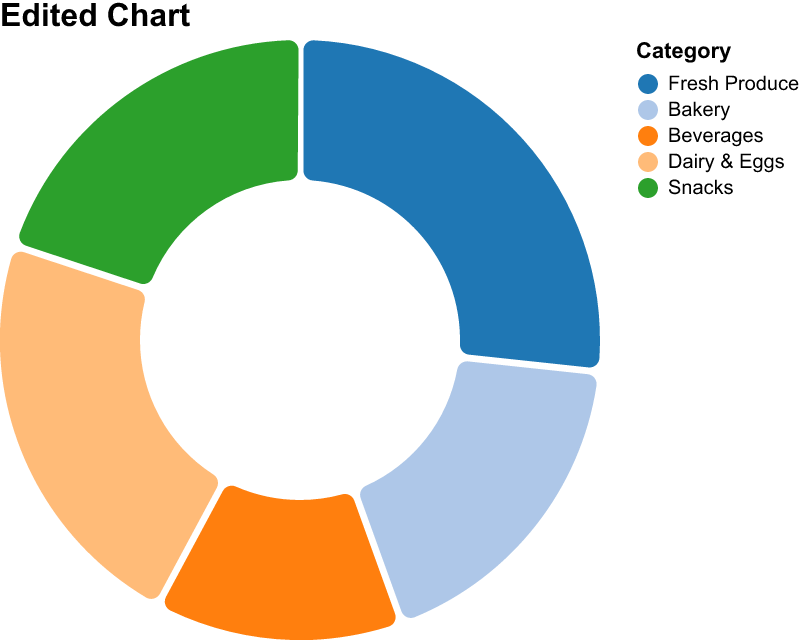 Edited Chart
Category
Fresh Produce
Bakery
Beverages
Dairy & Eggs
Snacks